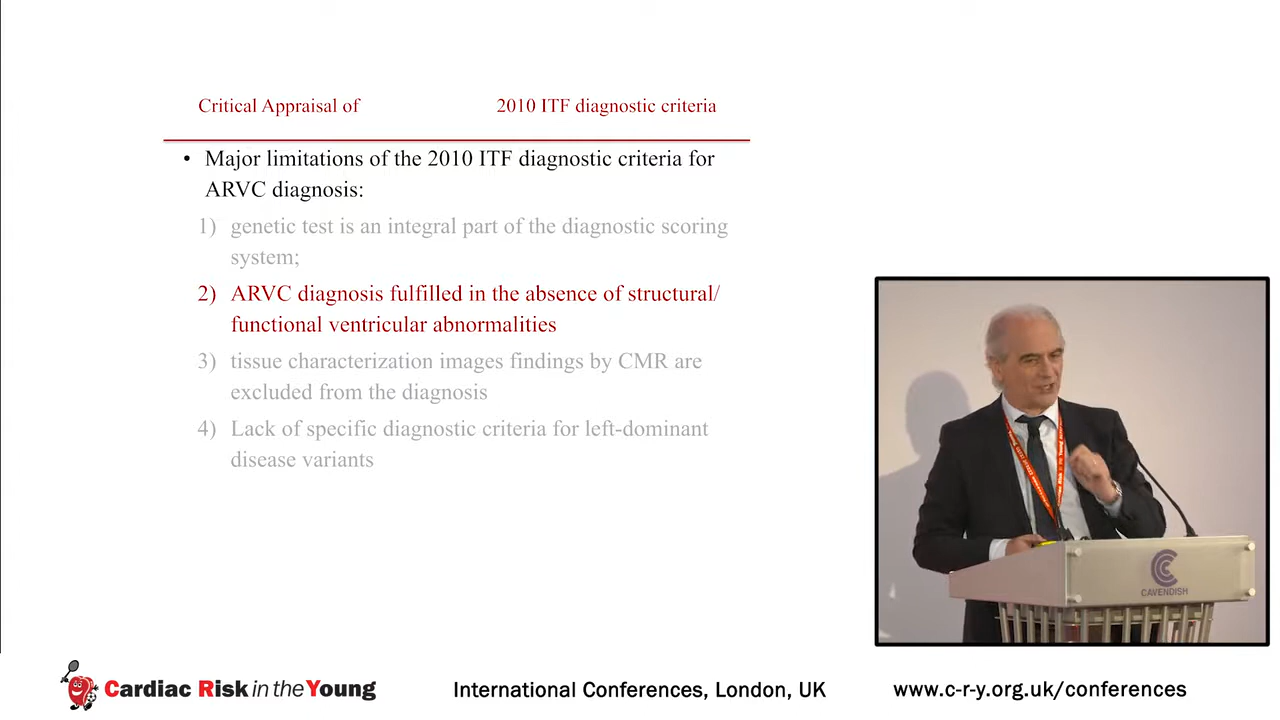 Critical Appraisal of 2010 ITF diagnostic criteria
• Major limitations of the 2010 ITF diagnostic criteria for
ARVC diagnosis:
1) genetic test is an integral part of the diagnostic scoring
system;
2) ARVC diagnosis fulfilled in the absence of structural/
functional ventricular abnormalities
3) tissue characterization images findings by CMR are
excluded from the diagnosis
4) Lack of specific diagnostic criteria for left-dominant
disease variants
CAVENDISH
Cardiac Risk in the Young
International Conferences, London, UK
www.c-r-y.org.uk/conferences